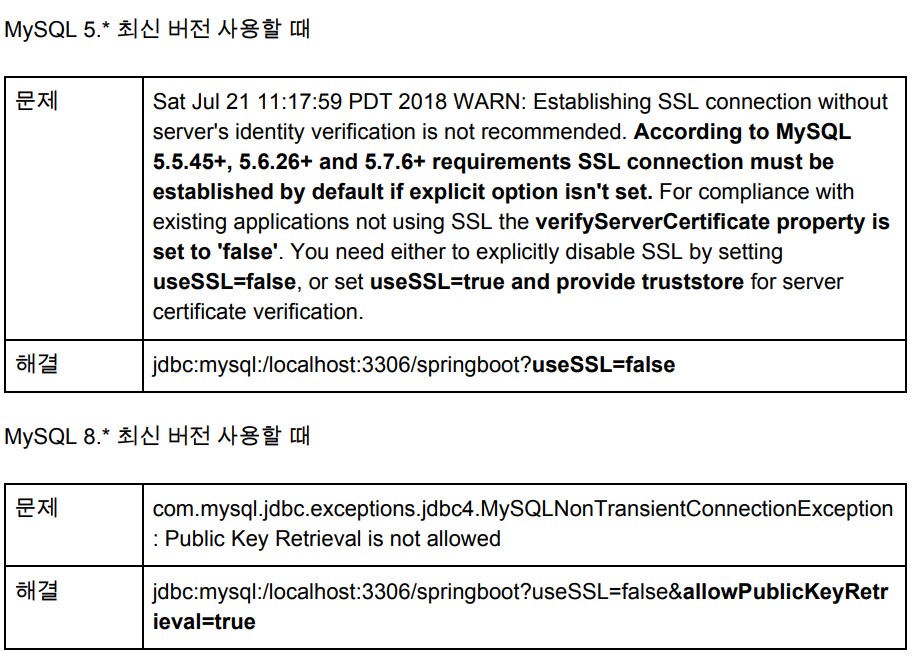 MySQL 5.* 최신 버전 사용할 때
문제
Sat Jul 21 11:17:59 PDT 2018 WARN: Establishing SSL connection without
server's identity verification is not recommended. According to MySQL
5.5.45+, 5.6.26+ and 5.7.6+ requirements SSL connection must be
established by default if explicit option isn't set. For compliance with
existing applications not using SSL the verifyServerCertificate property is
set to 'false'. You need either to explicitly disable SSL by setting
useSSL=false, or set useSSL=true and provide truststore for server
certificate verification.
해결
jdbc:mysql:/localhost:3306/springboot?useSSL=false
MySQL 8.* 최신 버전 사용할 때
문제
com.mysql.jdbc.exceptions.jdbc4.MySQLNonTransientConnectionException
: Public Key Retrieval is not allowed
해결
jdbc:mysql:/localhost:3306/springboot?useSSL=false&allowPublicKeyRetr
ieval=true